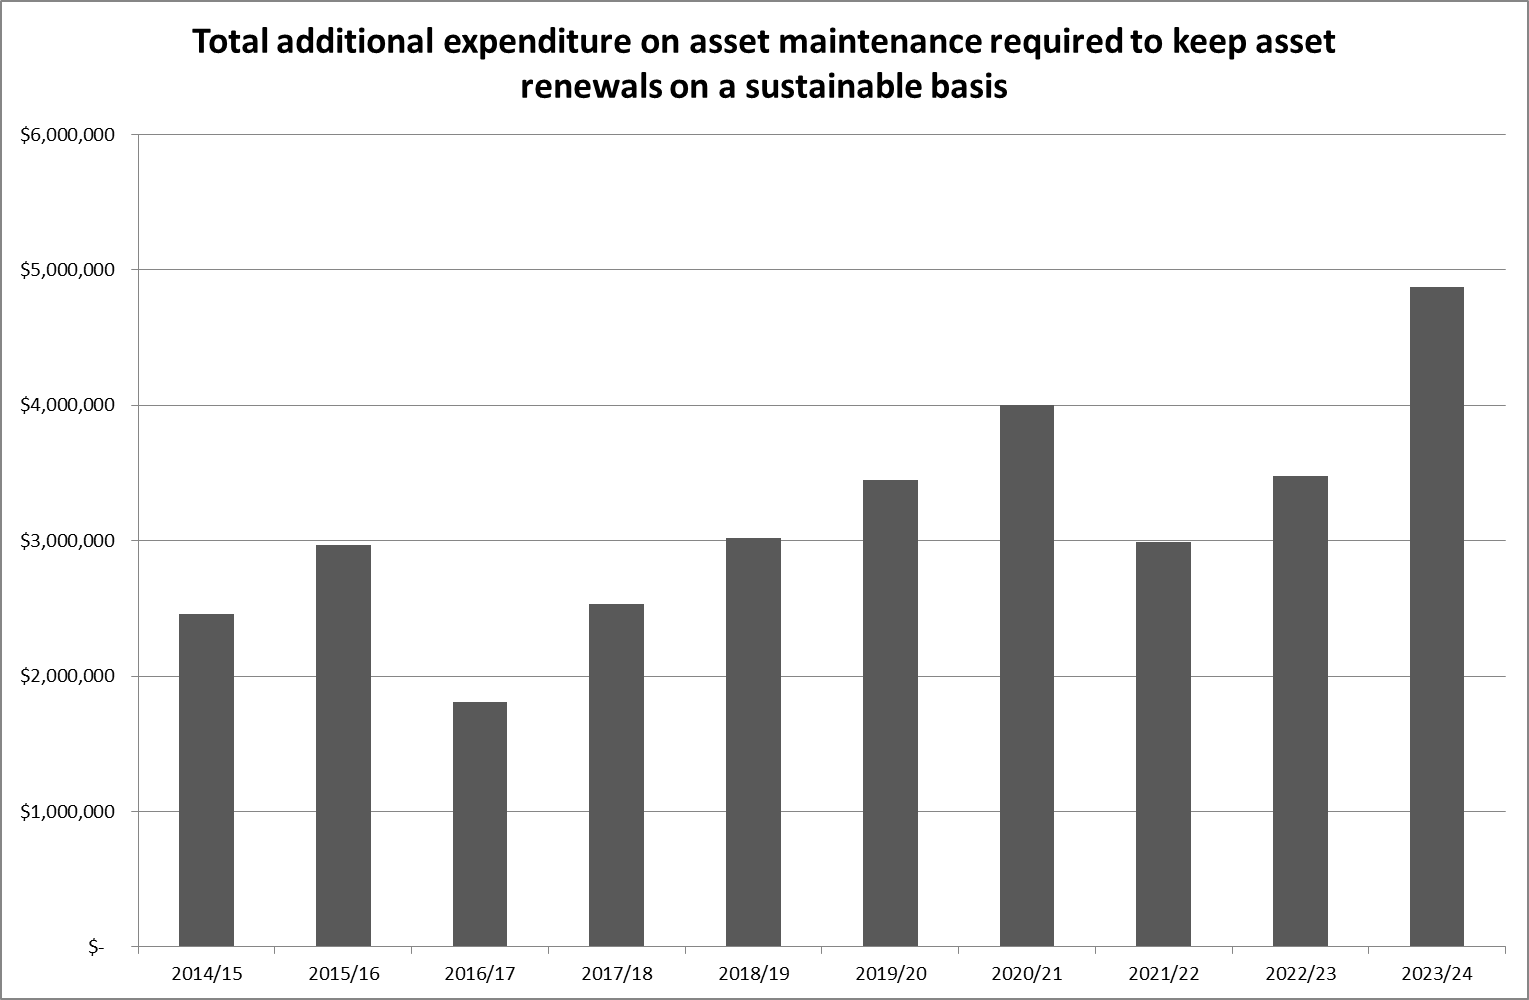 Total additional expenditure on asset maintenance required to keep asset
renewals on a sustainable basis
$6,000,000
$5,000,000
$4,000,000
$3,000,000
$2,000,000
$1,000,000
$-
2014/15 2015/16 2016/17 2017/18 2018/19 2019/20 2020/21 2021/22 2022/23 2023/24